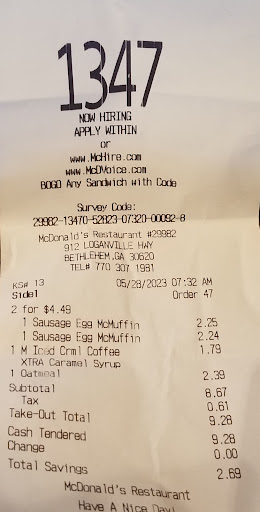 1347
NOW HIRING
APPLY WITHIN
or
www.McHire.com
www.McDVoice.com
BOGO Any Sandwich with Code
Survey Code:
29982-13470-52823-07320-00092-8
McDonald's Restaurant #29982
912 LOGANVILLE HWY
BETHLEHEM,GA 30620
TEL# 770 307 1981
KS# 13 05/28/2023 07:32 AM
Side1 Order 47
2 for $4.49
1 Sausage Egg McMuffin 2.25
1 Sausage Egg McMuffin 2.24
1 M Iced Crml Coffee 1.79
XTRA Caramel Syrup
1 Oatmeal 2.39
Subtotal 8.67
Tax 0.61
Take-Out Total 9.28
Cash Tendered 9.28
Change 0.00
Total Savings 2.69
McDonald's Restaurant
Have A Nice Day!